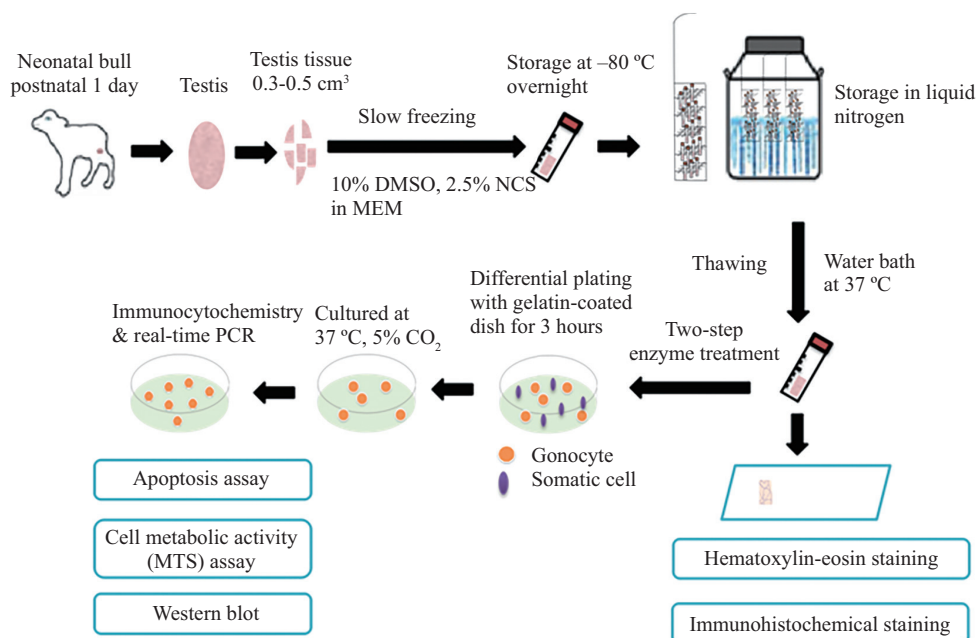 Neonatal bull
postnatal 1 day
Testis
Testis tissue
0.3-0.5 cm³
Slow freezing
10% DMSO, 2.5% NCS
in MEM
Storage at –80 ºC
overnight
Storage in liquid
nitrogen
Thawing
Water bath
at 37 ºC
Two-step
enzyme treatment
Differential plating
with gelatin-coated
dish for 3 hours
Gonocyte
Somatic cell
Cultured at
37 ºC, 5% CO₂
Immunocytochemistry
& real-time PCR
Apoptosis assay
Cell metabolic activity
(MTS) assay
Western blot
Hematoxylin-eosin staining
Immunohistochemical staining